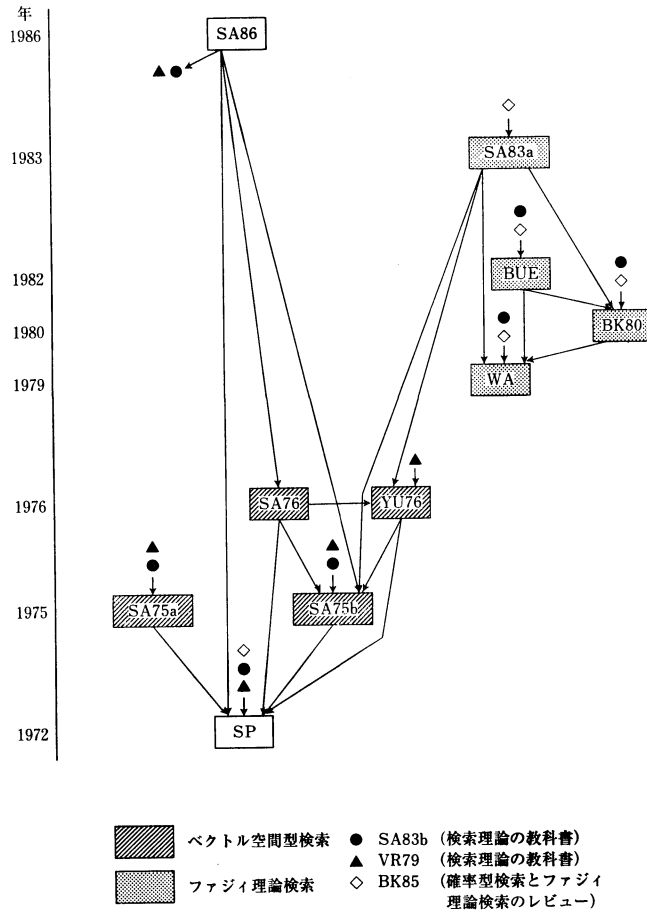 年
1986
SA86
1983
SA83a
1982
BUE
1980
BK80
1979
WA
1976
SA76
YU76
1975
SA75a
SA75b
1972
SP
ベクトル空間型検索
ファジィ理論検索
● SA83b (検索理論の教科書)
▲ VR79 (検索理論の教科書)
◇ BK85 (確率型検索とファジィ
理論検索のレビュー)